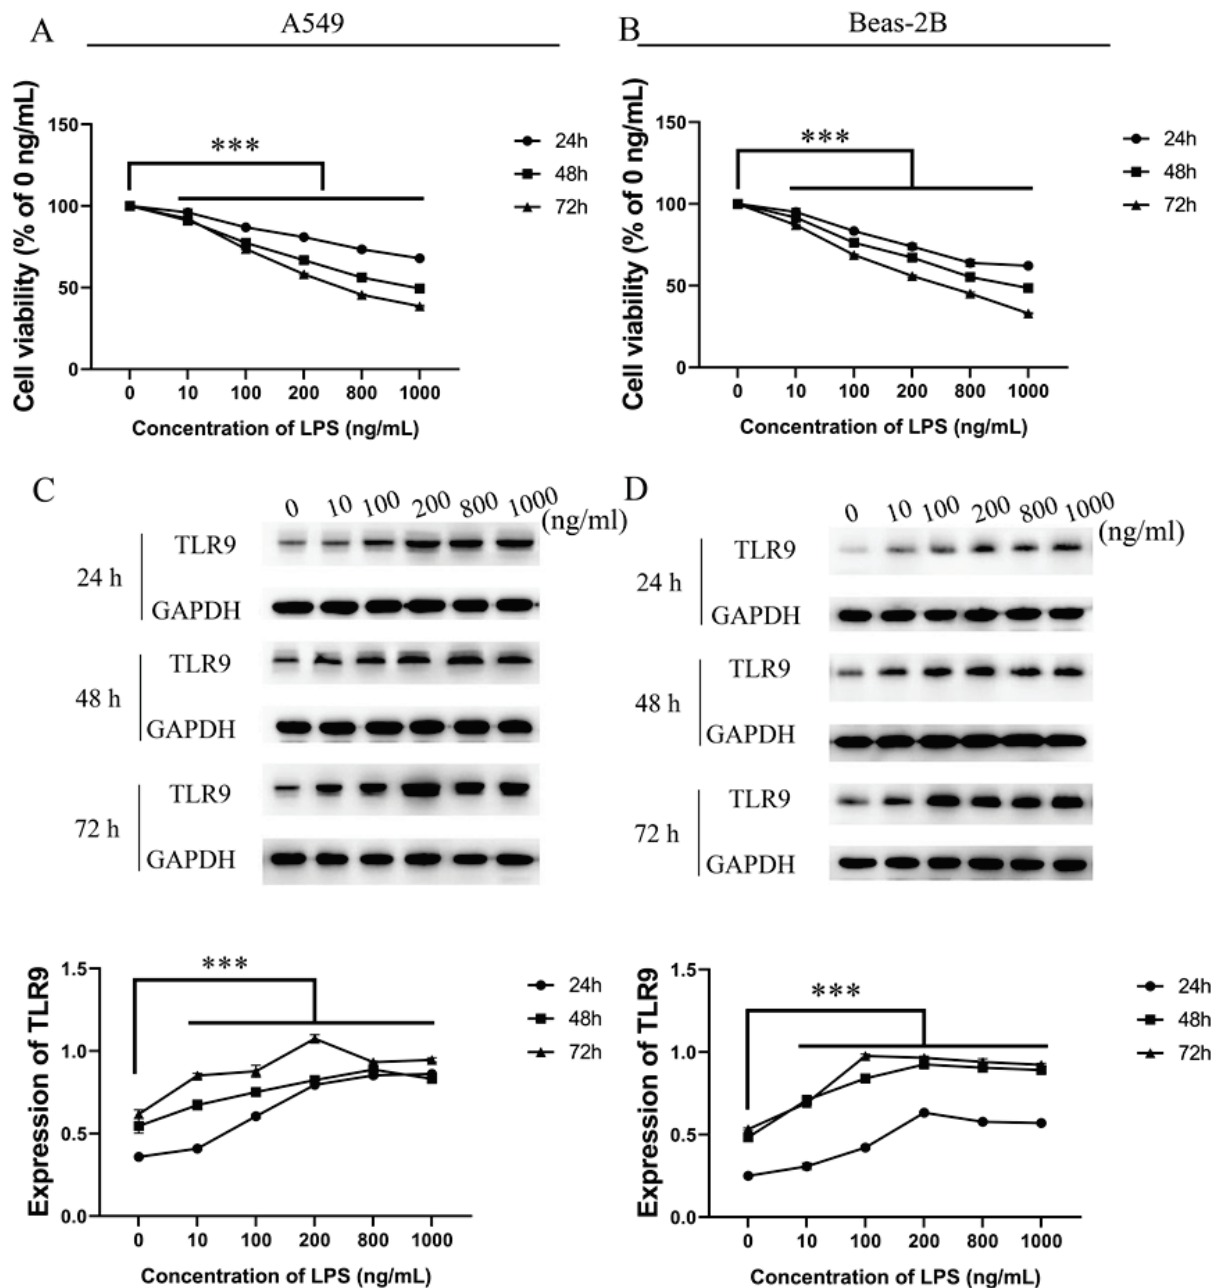 A
A549
Cell viability (% of 0 ng/mL)
150
100
50
0
***
24h
48h
72h
0 10 100 200 800 1000
Concentration of LPS (ng/mL)
B
Beas-2B
Cell viability (% of 0 ng/mL)
150
100
50
0
***
24h
48h
72h
0 10 100 200 800 1000
Concentration of LPS (ng/mL)
C
0 10 100 200 800 1000 (ng/ml)
24 h
TLR9
GAPDH
48 h
TLR9
GAPDH
72 h
TLR9
GAPDH
Expression of TLR9
1.5
1.0
0.5
0.0
***
24h
48h
72h
0 10 100 200 800 1000
Concentration of LPS (ng/mL)
D
0 10 100 200 800 1000 (ng/ml)
24 h
TLR9
GAPDH
48 h
TLR9
GAPDH
72 h
TLR9
GAPDH
Expression of TLR9
1.5
1.0
0.5
0.0
***
24h
48h
72h
0 10 100 200 800 1000
Concentration of LPS (ng/mL)